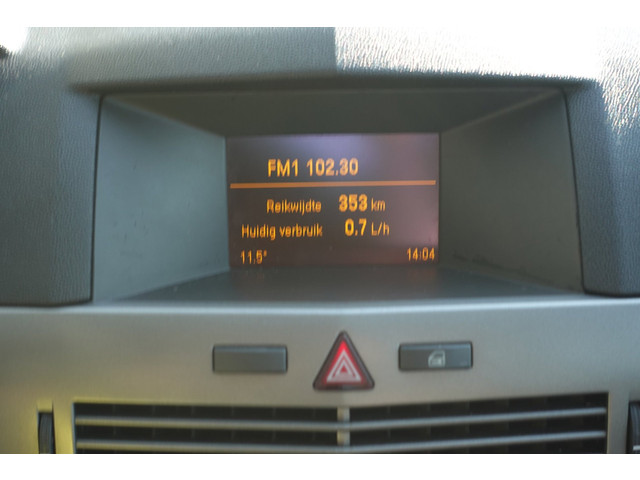 FM1 102.30
Reikwijdte 353 km
Huidig verbruik 0.7 L/h
11.5° 14:04